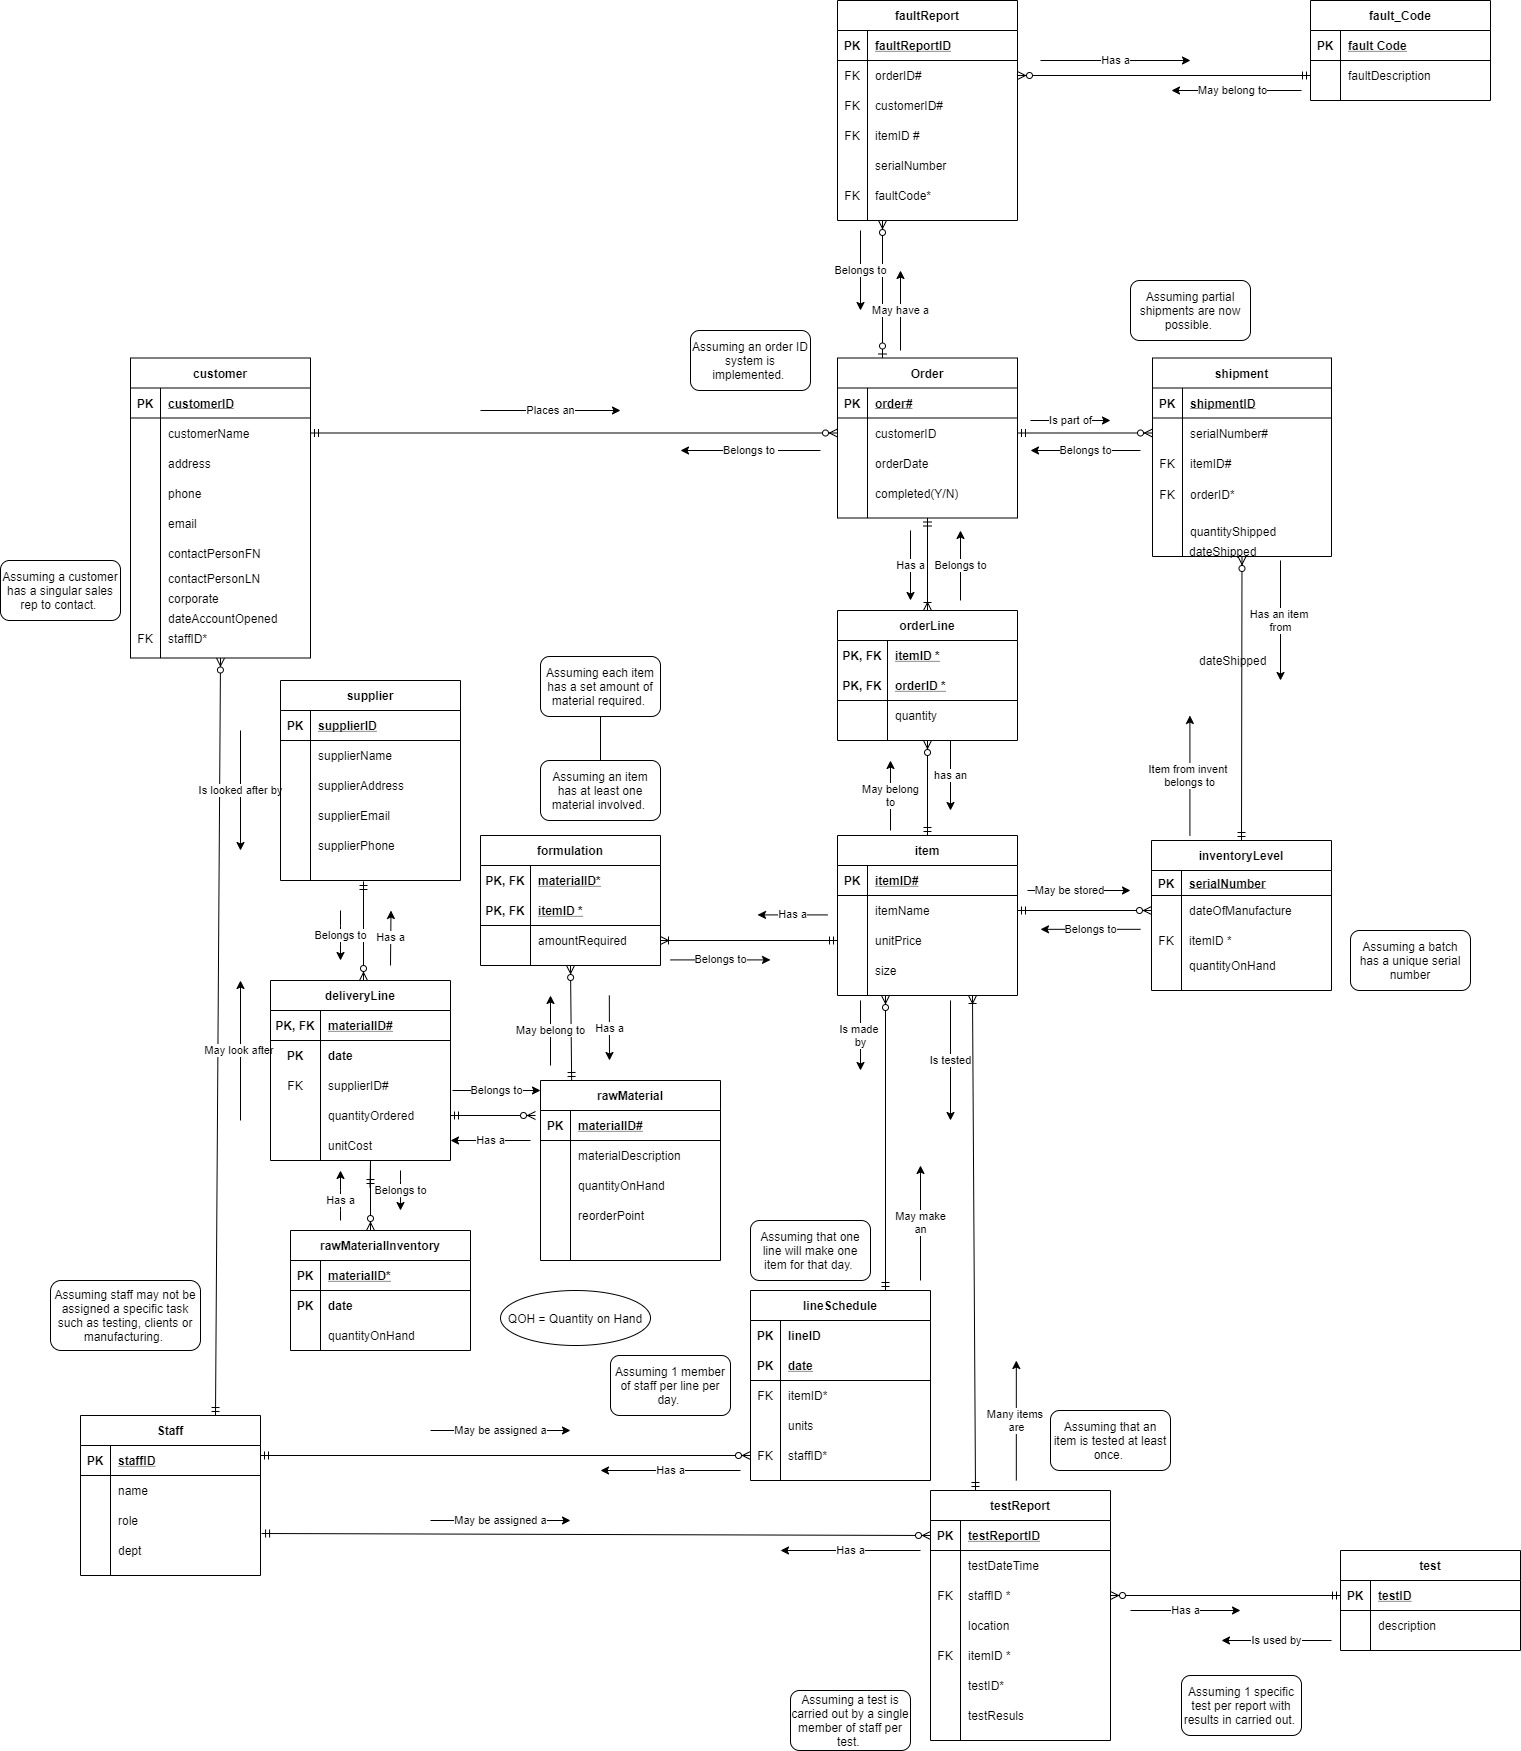 faultReport
PK faultReportID
FK orderID#
FK customerID#
FK itemID #
serialNumber
FK faultCode*
fault_Code
PK fault Code
faultDescription
Has a
May belong to
Belongs to
May have a
Assuming partial
shipments are now
possible.
Assuming an order ID
system is
implemented.
customer
PK customerID
customerName
address
phone
email
contactPersonFN
contactPersonLN
corporate
dateAccountOpened
FK staffID*
Places an
Belongs to
Order
PK order#
customerID
orderDate
completed(Y/N)
Is part of
Belongs to
shipment
PK shipmentID
serialNumber#
FK itemID#
FK orderID*
quantityShipped
dateShipped
Assuming a customer
has a singular sales
rep to contact.
Has a
Belongs to
Has an item
from
dateShipped
orderLine
PK, FK itemID *
PK, FK orderID *
quantity
Assuming each item
has a set amount of
material required.
Assuming an item
has at least one
material involved.
supplier
PK supplierID
supplierName
supplierAddress
supplierEmail
supplierPhone
Is looked after by
May belong
to
has an
Item from invent
belongs to
formulation
PK, FK materialID*
PK, FK itemID *
amountRequired
Has a
Belongs to
item
PK itemID#
itemName
unitPrice
size
May be stored
Belongs to
inventoryLevel
PK serialNumber
dateOfManufacture
FK itemID *
quantityOnHand
Assuming a batch
has a unique serial
number
Belongs to
Has a
deliveryLine
PK, FK materialID#
PK date
FK supplierID#
quantityOrdered
unitCost
May look after
May belong to
Has a
Is made
by
Is tested
Belongs to
Has a
rawMaterial
PK materialID#
materialDescription
quantityOnHand
reorderPoint
Has a
Belongs to
rawMaterialInventory
PK materialID*
PK date
quantityOnHand
May make
an
Assuming that one
line will make one
item for that day.
QOH = Quantity on Hand
Assuming staff may not be
assigned a specific task
such as testing, clients or
manufacturing.
lineSchedule
PK lineID
PK date
FK itemID*
units
FK staffID*
Assuming 1 member
of staff per line per
day.
Staff
PK staffID
name
role
dept
May be assigned a
Has a
Many items
are
Assuming that an
item is tested at least
once.
May be assigned a
Has a
testReport
PK testReportID
testDateTime
FK staffID *
location
FK itemID *
testID*
testResuls
test
PK testID
description
Has a
Is used by
Assuming a test is
carried out by a single
member of staff per
test.
Assuming 1 specific
test per report with
results in carried out.